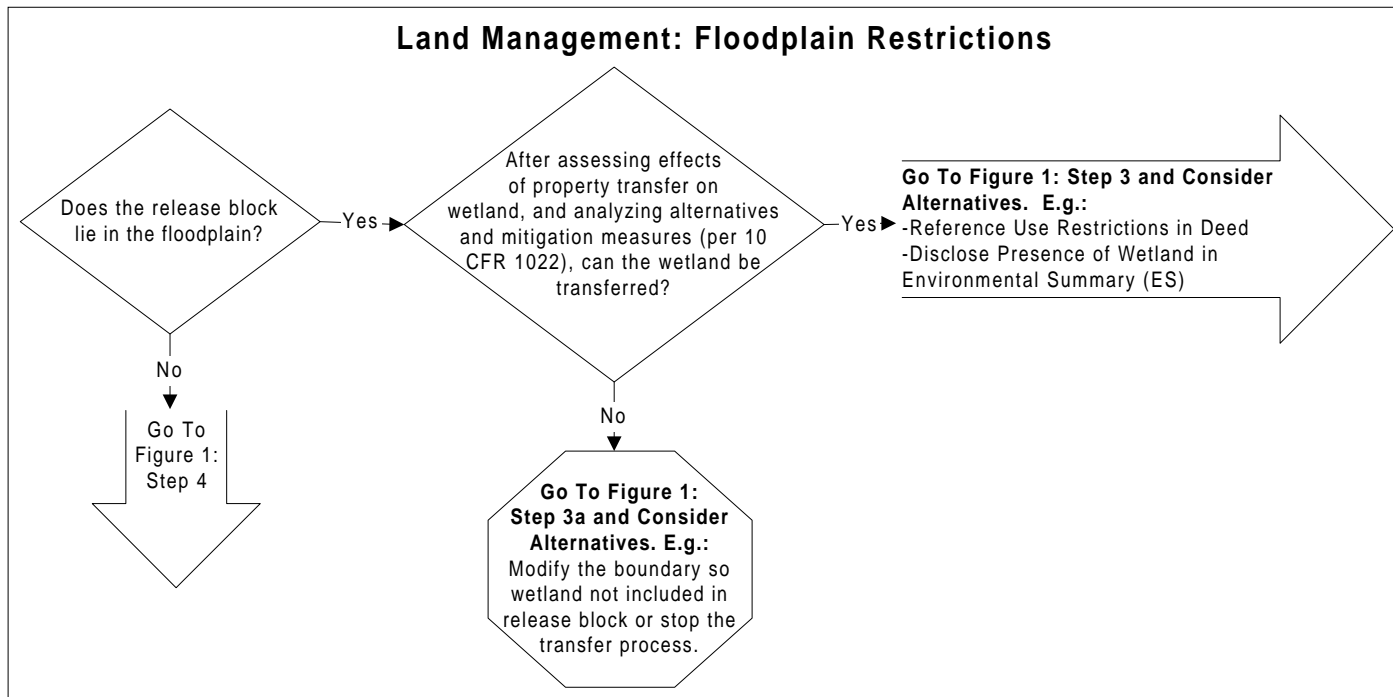 Land Management: Floodplain Restrictions
Does the release block
lie in the floodplain?
Yes
No
Go To
Figure 1:
Step 4
After assessing effects
of property transfer on
wetland, and analyzing alternatives
and mitigation measures (per 10
CFR 1022), can the wetland be
transferred?
Yes
No
Go To Figure 1: Step 3 and Consider
Alternatives. E.g.:
-Reference Use Restrictions in Deed
-Disclose Presence of Wetland in
Environmental Summary (ES)
Go To Figure 1:
Step 3a and Consider
Alternatives. E.g.:
Modify the boundary so
wetland not included in
release block or stop the
transfer process.